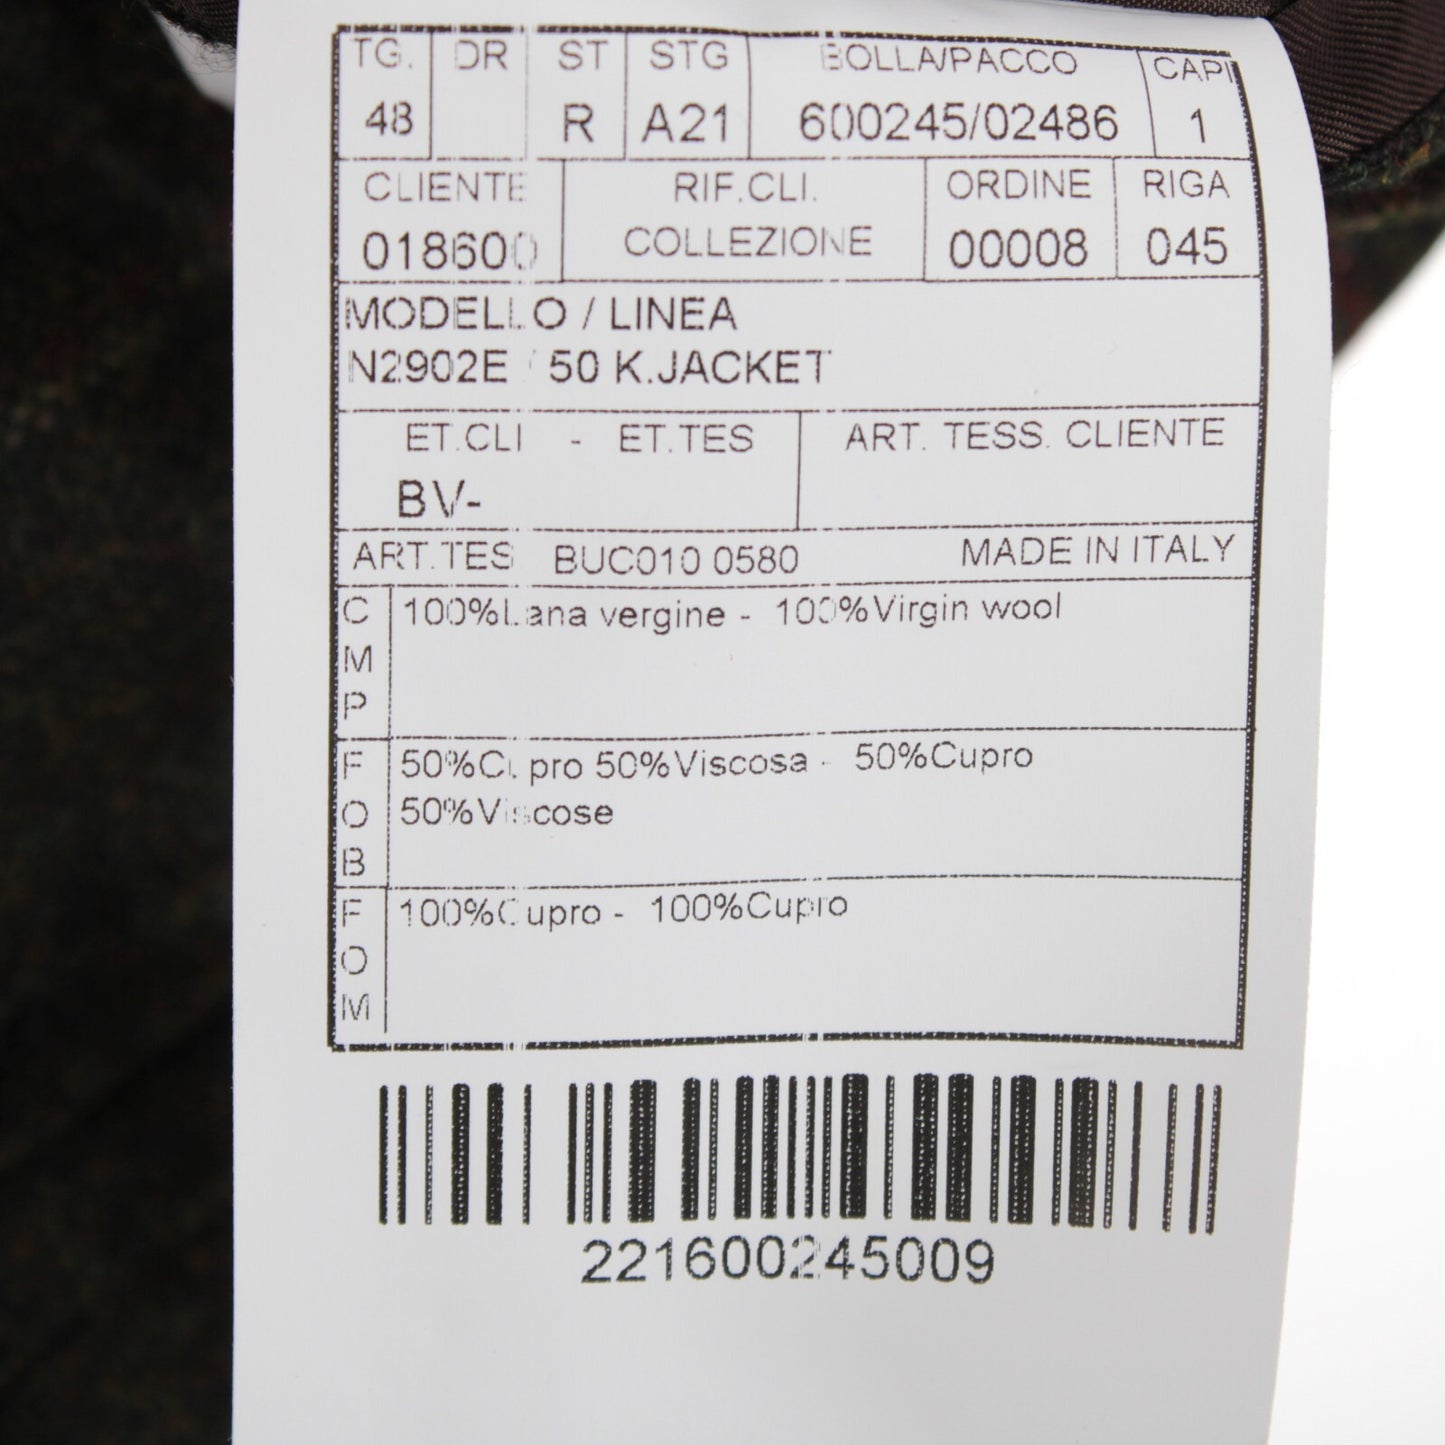 TG. DR ST STG BOLLA/PACCO CAPI
48 R A21 600245/02486 1
CLIENTE RIF.CLI. ORDINE RIGA
018600 COLLEZIONE 00008 045
MODELLO / LINEA
N2902E / 50 K.JACKET
ET.CLI - ET.TES ART. TESS. CLIENTE
BV-
ART.TES BUC010 0580 MADE IN ITALY
CMP 100%Lana vergine - 100%Virgin wool
FOB 50%Cupro 50%Viscosa - 50%Cupro
50%Viscose
FOM 100%Cupro - 100%Cupro
221600245009